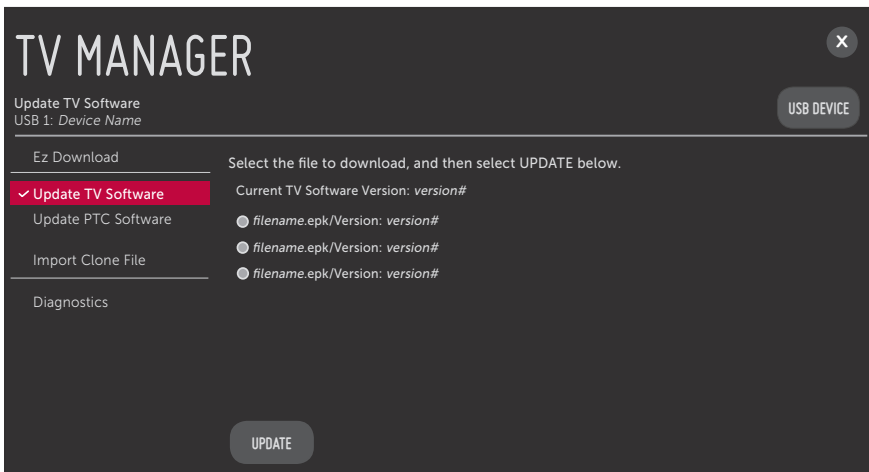 TV MANAGER
X
Update TV Software
USB 1: Device Name
USB DEVICE
Ez Download
Update TV Software
Update PTC Software
Import Clone File
Diagnostics
Select the file to download, and then select UPDATE below.
Current TV Software Version: version#
filename.epk/Version: version#
filename.epk/Version: version#
filename.epk/Version: version#
UPDATE